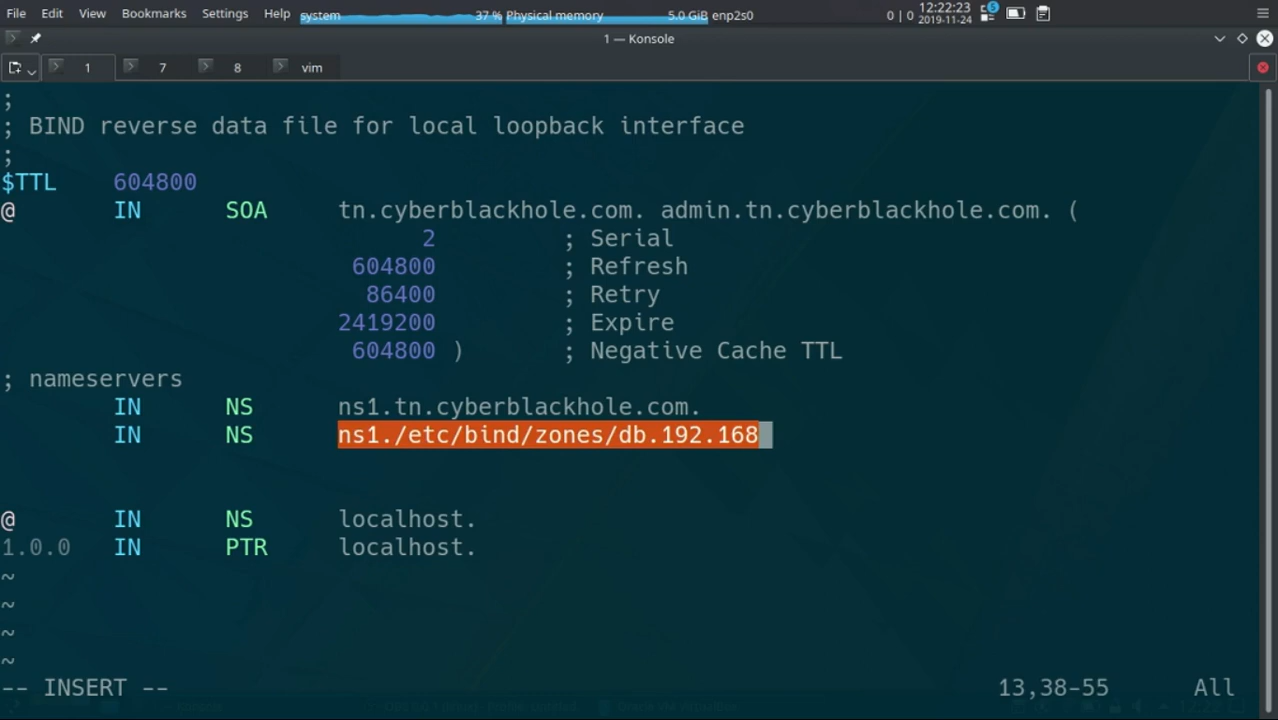 File Edit View Bookmarks Settings Help system 37 % Physical memory 5.0 GiB enp2s0 0 | 0 12:22:23 2019-11-24 5
1 — Konsole
1 7 8 vim
;
; BIND reverse data file for local loopback interface
;
$TTL 604800
@ IN SOA tn.cyberblackhole.com. admin.tn.cyberblackhole.com. (
2 ; Serial
604800 ; Refresh
86400 ; Retry
2419200 ; Expire
604800 ) ; Negative Cache TTL
; nameservers
IN NS ns1.tn.cyberblackhole.com.
IN NS ns1./etc/bind/zones/db.192.168
@ IN NS localhost.
1.0.0 IN PTR localhost.
~
~
~
~
-- INSERT -- 13,38-55 All